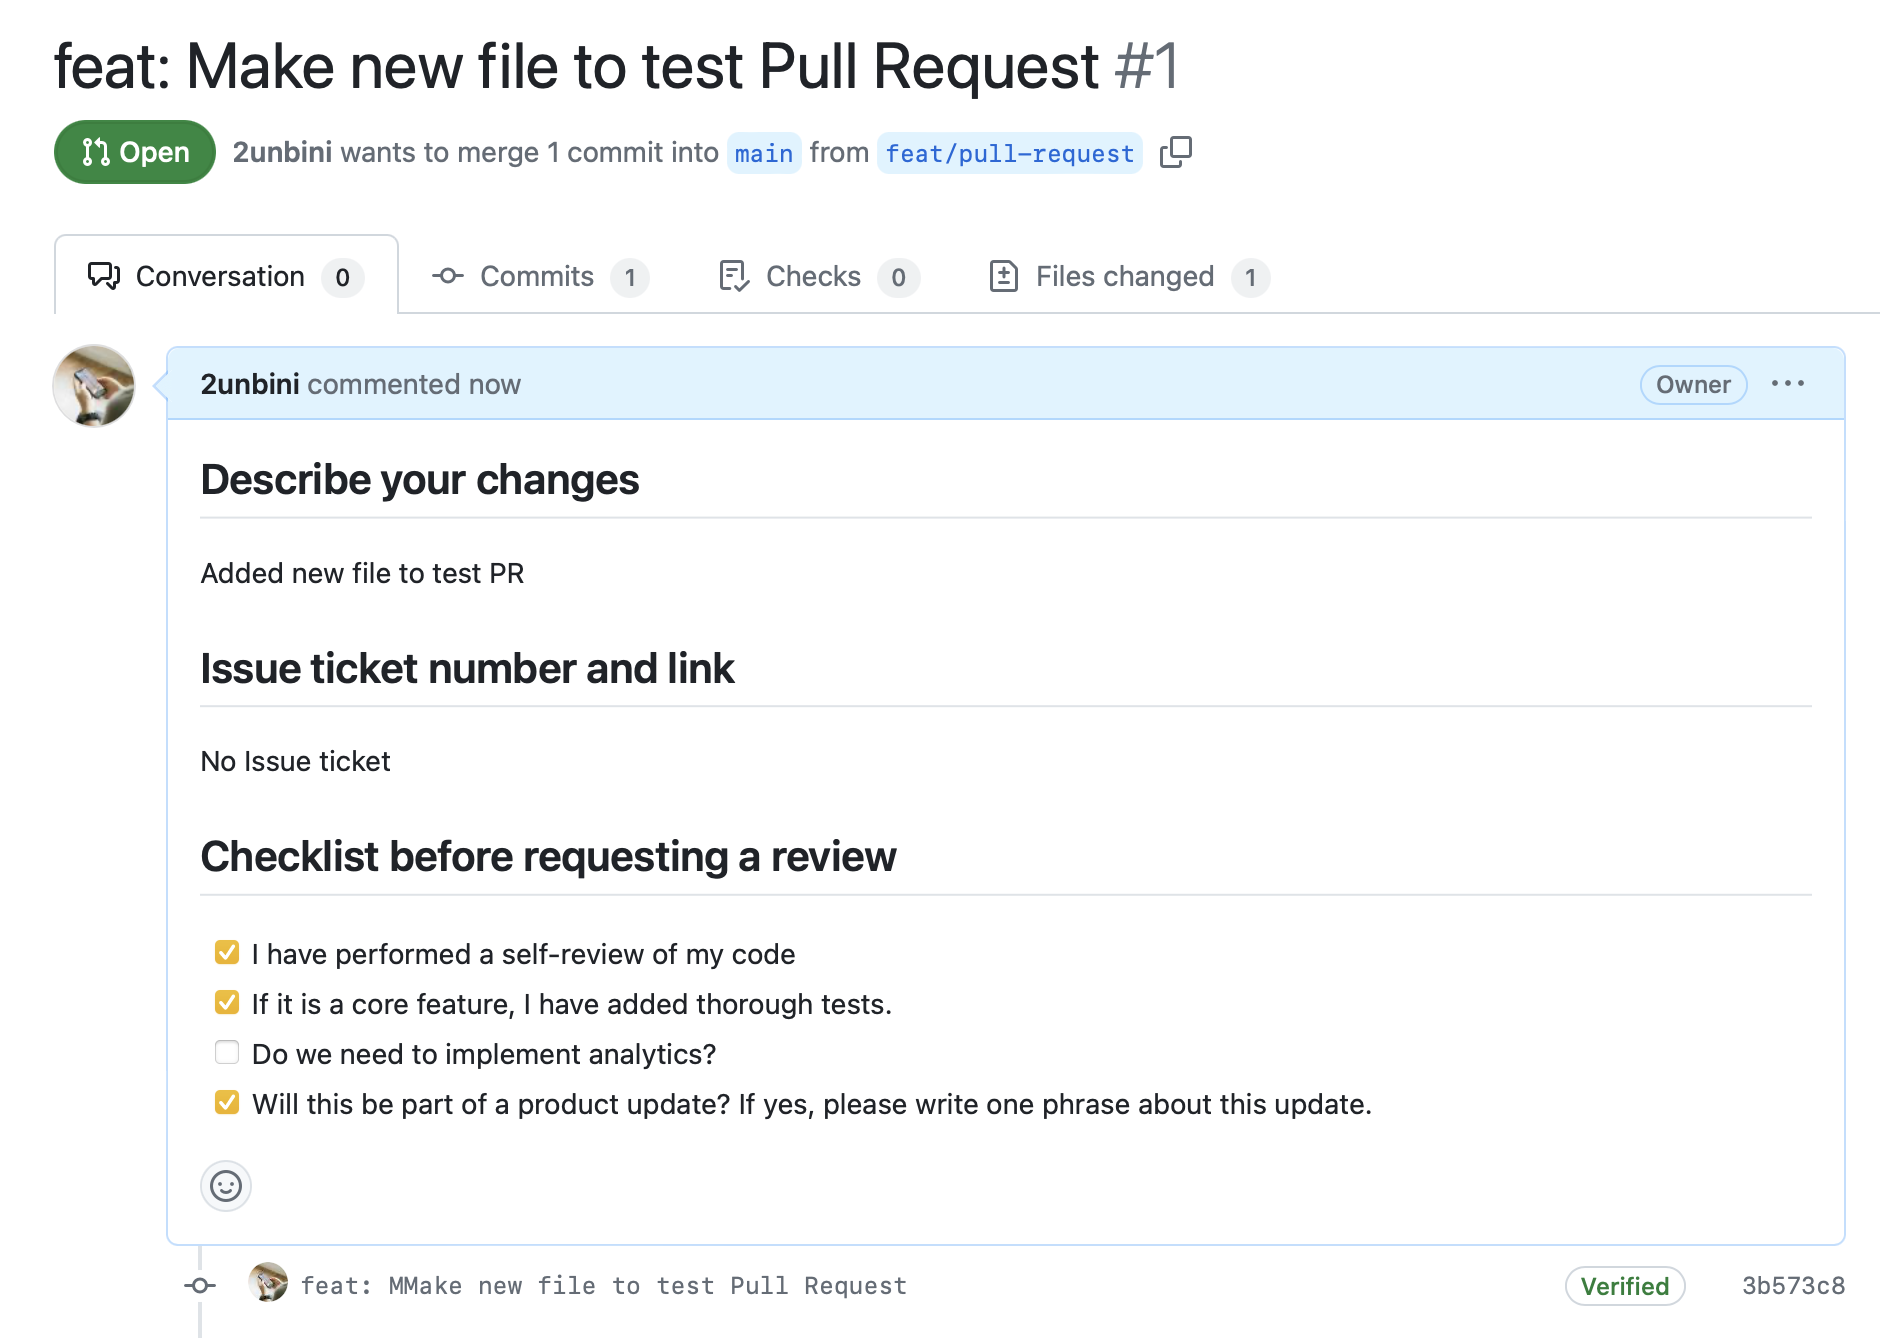 feat: Make new file to test Pull Request #1
Open 2unbini wants to merge 1 commit into main from feat/pull-request
Conversation 0 Commits 1 Checks 0 Files changed 1
2unbini commented now Owner
Describe your changes
Added new file to test PR
Issue ticket number and link
No Issue ticket
Checklist before requesting a review
I have performed a self-review of my code
If it is a core feature, I have added thorough tests.
Do we need to implement analytics?
Will this be part of a product update? If yes, please write one phrase about this update.
feat: MMake new file to test Pull Request Verified 3b573c8